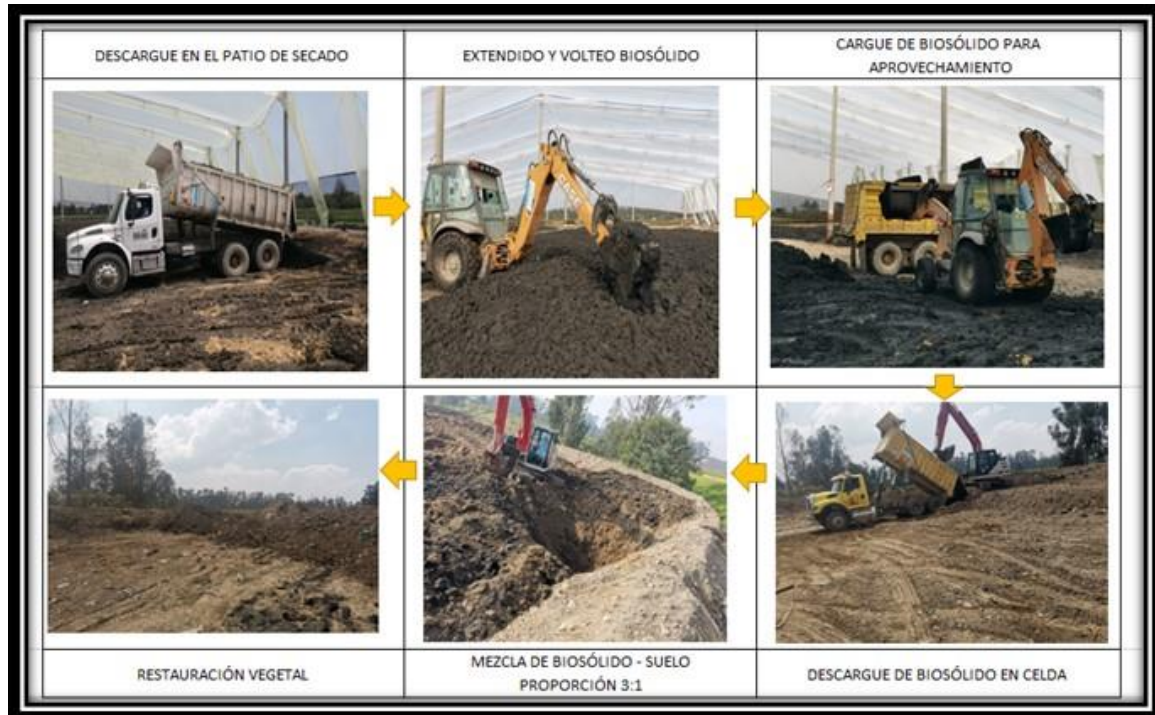 DESCARGUE EN EL PATIO DE SECADO
EXTENDIDO Y VOLTEO BIOSÓLIDO
CARGUE DE BIOSÓLIDO PARA
APROVECHAMIENTO
RESTAURACIÓN VEGETAL
MEZCLA DE BIOSÓLIDO - SUELO
PROPORCIÓN 3:1
DESCARGUE DE BIOSÓLIDO EN CELDA